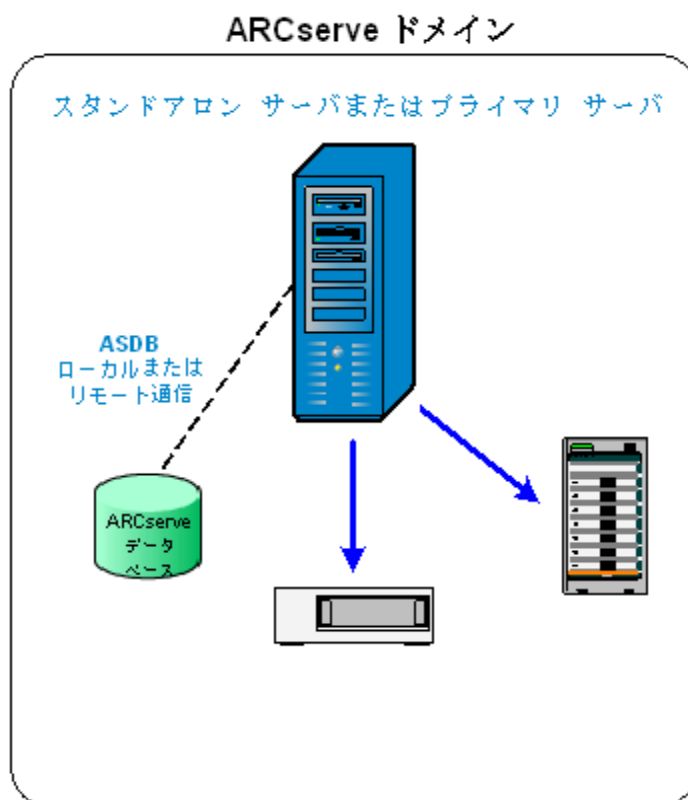 ARCserve ドメイン
スタンドアロン サーバまたはプライマリ サーバ
ASDB
ローカルまたは
リモート通信
ARCserve
データ
ベース